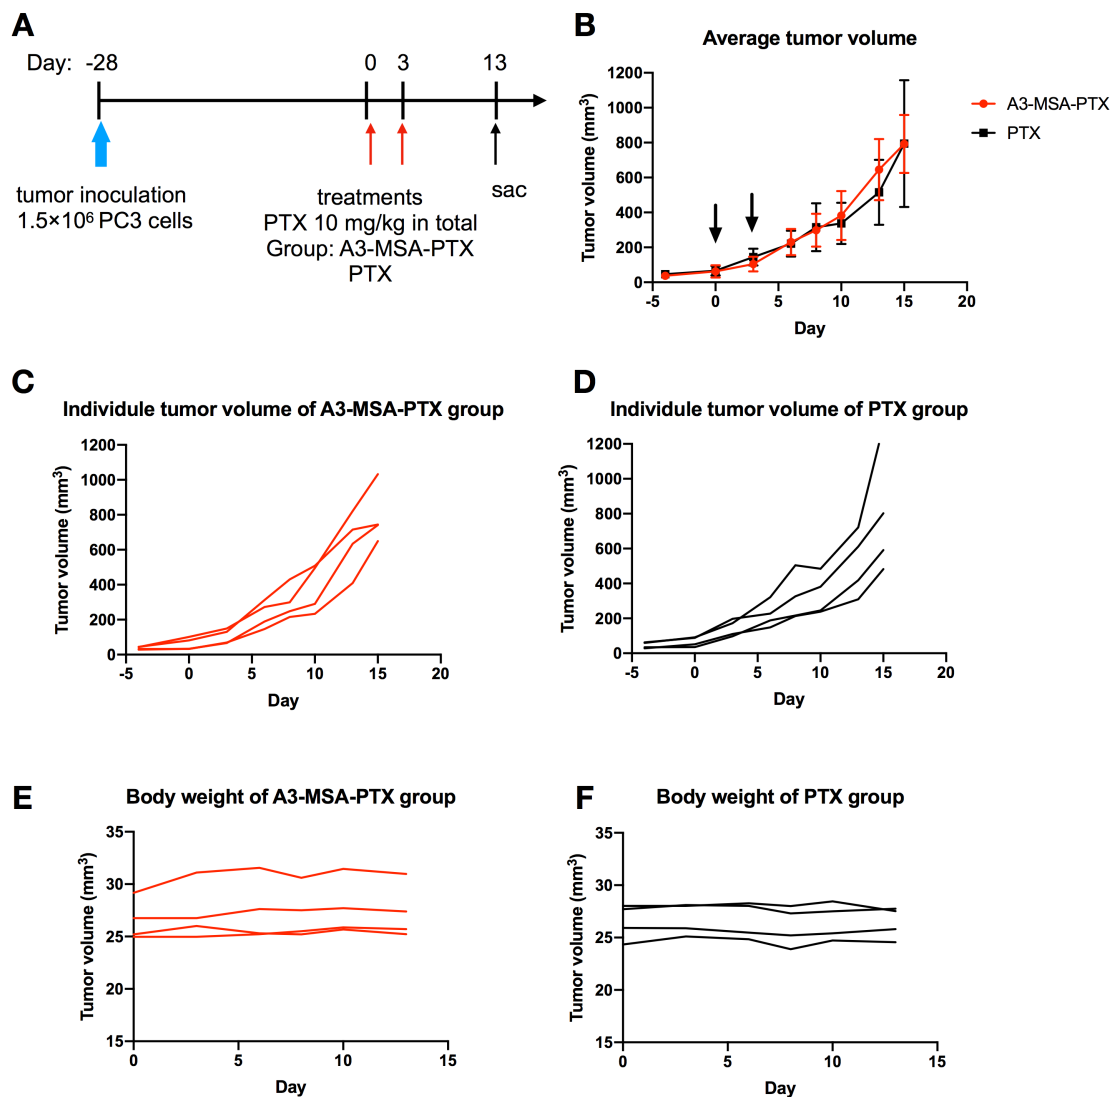 A
Day: -28 0 3 13
tumor inoculation
1.5×10⁶ PC3 cells
treatments
PTX 10 mg/kg in total
Group: A3-MSA-PTX
PTX
sac
B
Average tumor volume
Tumor volume (mm³)
1200
1000
800
600
400
200
0
-5 0 5 10 15 20
Day
A3-MSA-PTX
PTX
C
Individule tumor volume of A3-MSA-PTX group
Tumor volume (mm³)
1200
1000
800
600
400
200
0
-5 0 5 10 15 20
Day
D
Individule tumor volume of PTX group
Tumor volume (mm³)
1200
1000
800
600
400
200
0
-5 0 5 10 15 20
Day
E
Body weight of A3-MSA-PTX group
Tumor volume (mm³)
35
30
25
20
15
0 5 10 15
Day
F
Body weight of PTX group
Tumor volume (mm³)
35
30
25
20
15
0 5 10 15
Day